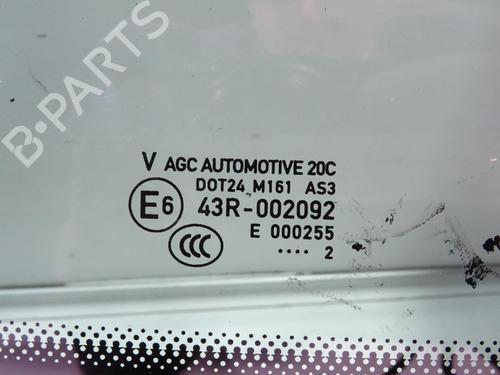 B-PARTS
V AGC AUTOMOTIVE 20C
DOT24 M161 AS3
E6 43R-002092
CCC E 000255
.... 2